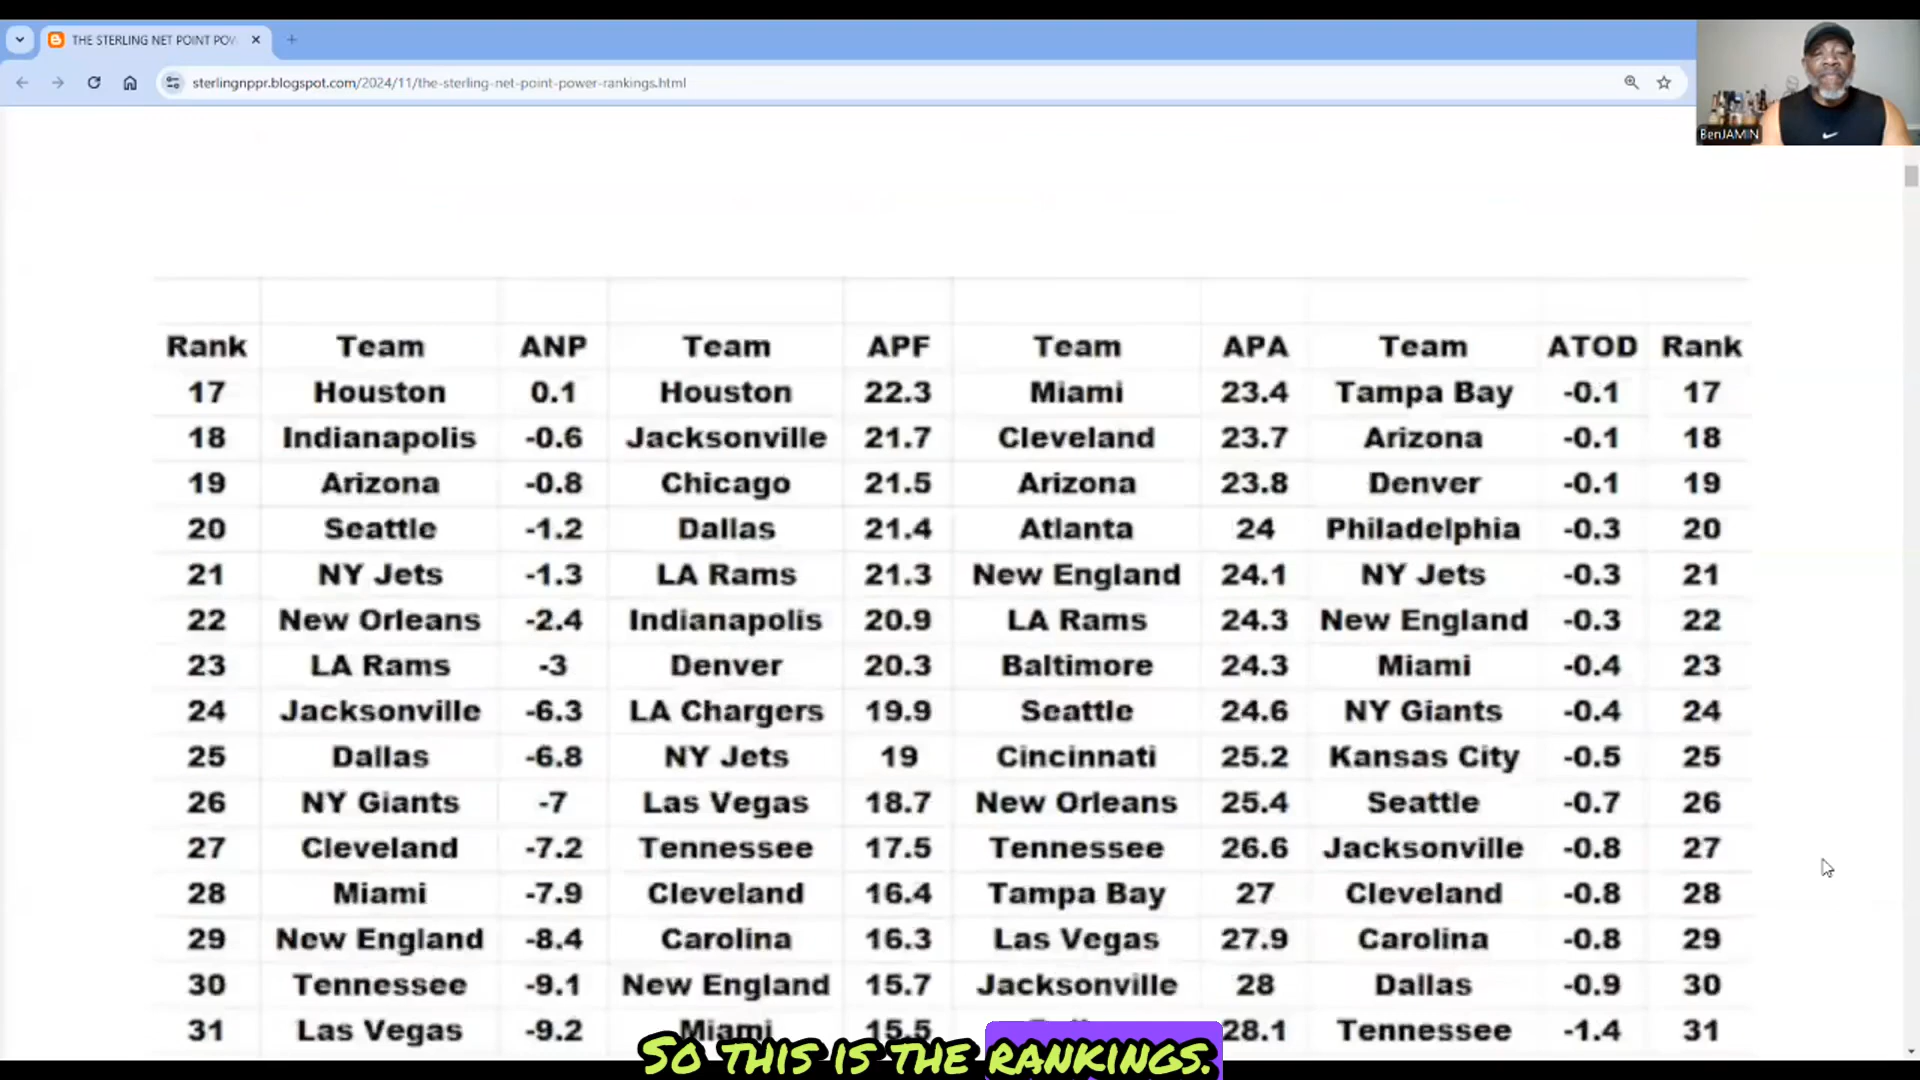 THE STERLING NET POINT POW
sterlingnppr.blogspot.com/2024/11/the-sterling-net-point-power-rankings.html
BenJAMIN
Rank Team ANP Team APF Team APA Team ATOD Rank
17 Houston 0.1 Houston 22.3 Miami 23.4 Tampa Bay -0.1 17
18 Indianapolis -0.6 Jacksonville 21.7 Cleveland 23.7 Arizona -0.1 18
19 Arizona -0.8 Chicago 21.5 Arizona 23.8 Denver -0.1 19
20 Seattle -1.2 Dallas 21.4 Atlanta 24 Philadelphia -0.3 20
21 NY Jets -1.3 LA Rams 21.3 New England 24.1 NY Jets -0.3 21
22 New Orleans -2.4 Indianapolis 20.9 LA Rams 24.3 New England -0.3 22
23 LA Rams -3 Denver 20.3 Baltimore 24.3 Miami -0.4 23
24 Jacksonville -6.3 LA Chargers 19.9 Seattle 24.6 NY Giants -0.4 24
25 Dallas -6.8 NY Jets 19 Cincinnati 25.2 Kansas City -0.5 25
26 NY Giants -7 Las Vegas 18.7 New Orleans 25.4 Seattle -0.7 26
27 Cleveland -7.2 Tennessee 17.5 Tennessee 26.6 Jacksonville -0.8 27
28 Miami -7.9 Cleveland 16.4 Tampa Bay 27 Cleveland -0.8 28
29 New England -8.4 Carolina 16.3 Las Vegas 27.9 Carolina -0.8 29
30 Tennessee -9.1 New England 15.7 Jacksonville 28 Dallas -0.9 30
31 Las Vegas -9.2 Miami 15.5 28.1 Tennessee -1.4 31
So this is the rankings.